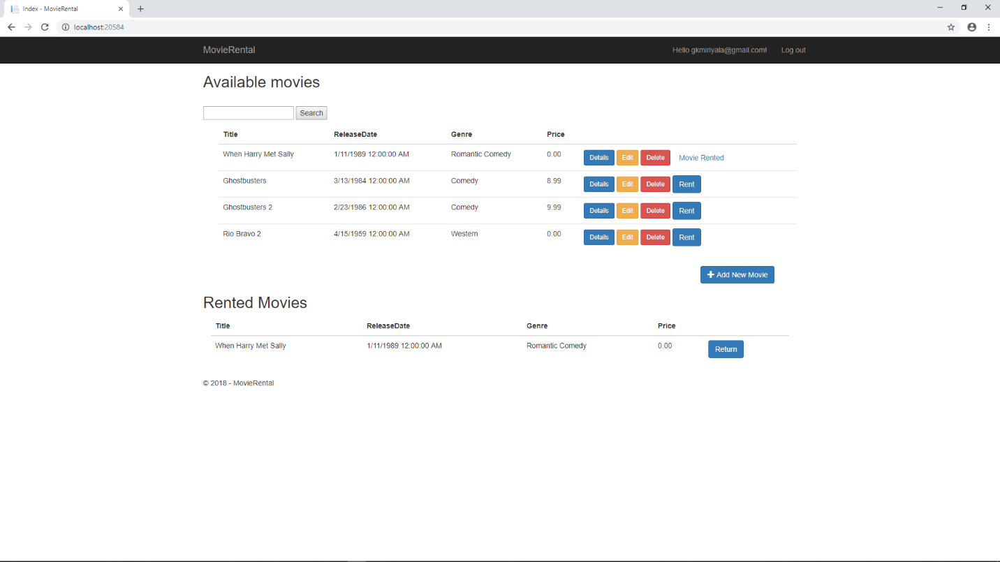 Index - MovieRental
localhost:20584
MovieRental Hello gkmiriyala@gmail.com! Log out
Available movies
Search
Title ReleaseDate Genre Price
When Harry Met Sally 1/11/1989 12:00:00 AM Romantic Comedy 0.00 Details Edit Delete Movie Rented
Ghostbusters 3/13/1984 12:00:00 AM Comedy 8.99 Details Edit Delete Rent
Ghostbusters 2 2/23/1986 12:00:00 AM Comedy 9.99 Details Edit Delete Rent
Rio Bravo 2 4/15/1959 12:00:00 AM Western 0.00 Details Edit Delete Rent
Add New Movie
Rented Movies
Title ReleaseDate Genre Price
When Harry Met Sally 1/11/1989 12:00:00 AM Romantic Comedy 0.00 Return
© 2018 - MovieRental